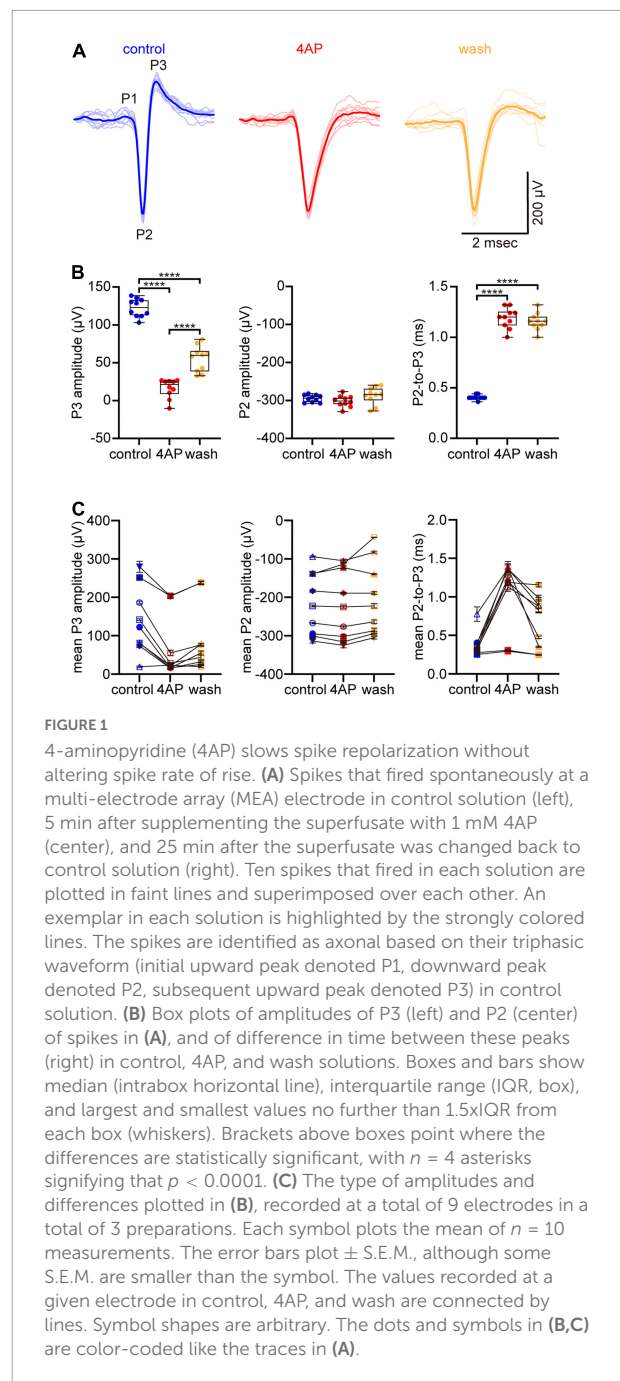 A
control
4AP
wash
P3
P1
P2
200 µV
2 msec
B
P3 amplitude (µV)
150
100
50
0
-50
****
****
****
control 4AP wash
P2 amplitude (µV)
0
-100
-200
-300
-400
control 4AP wash
P2-to-P3 (ms)
1.5
1.0
0.5
0.0
****
****
control 4AP wash
C
mean P3 amplitude (µV)
400
300
200
100
0
control 4AP wash
mean P2 amplitude (µV)
-0
-100
-200
-300
-400
control 4AP wash
mean P2-to-P3 (ms)
2.0
1.5
1.0
0.5
0.0
control 4AP wash
FIGURE 1
4-aminopyridine (4AP) slows spike repolarization without
altering spike rate of rise. (A) Spikes that fired spontaneously at a
multi-electrode array (MEA) electrode in control solution (left),
5 min after supplementing the superfusate with 1 mM 4AP
(center), and 25 min after the superfusate was changed back to
control solution (right). Ten spikes that fired in each solution are
plotted in faint lines and superimposed over each other. An
exemplar in each solution is highlighted by the strongly colored
lines. The spikes are identified as axonal based on their triphasic
waveform (initial upward peak denoted P1, downward peak
denoted P2, subsequent upward peak denoted P3) in control
solution. (B) Box plots of amplitudes of P3 (left) and P2 (center)
of spikes in (A), and of difference in time between these peaks
(right) in control, 4AP, and wash solutions. Boxes and bars show
median (intrabox horizontal line), interquartile range (IQR, box),
and largest and smallest values no further than 1.5xIQR from
each box (whiskers). Brackets above boxes point where the
differences are statistically significant, with n = 4 asterisks
signifying that p < 0.0001. (C) The type of amplitudes and
differences plotted in (B), recorded at a total of 9 electrodes in a
total of 3 preparations. Each symbol plots the mean of n = 10
measurements. The error bars plot ± S.E.M., although some
S.E.M. are smaller than the symbol. The values recorded at a
given electrode in control, 4AP, and wash are connected by
lines. Symbol shapes are arbitrary. The dots and symbols in (B,C)
are color-coded like the traces in (A).